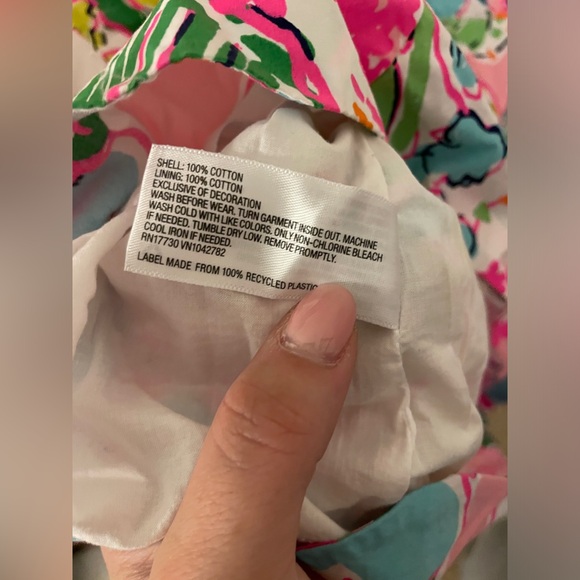 SHELL: 100% COTTON
LINING: 100% COTTON
EXCLUSIVE OF DECORATION
WASH BEFORE WEAR. TURN GARMENT INSIDE OUT. MACHINE
WASH COLD WITH LIKE COLORS. ONLY NON-CHLORINE BLEACH
IF NEEDED. TUMBLE DRY LOW. REMOVE PROMPTLY.
COOL IRON IF NEEDED.
RN17730 VN1042782
LABEL MADE FROM 100% RECYCLED PLASTIC